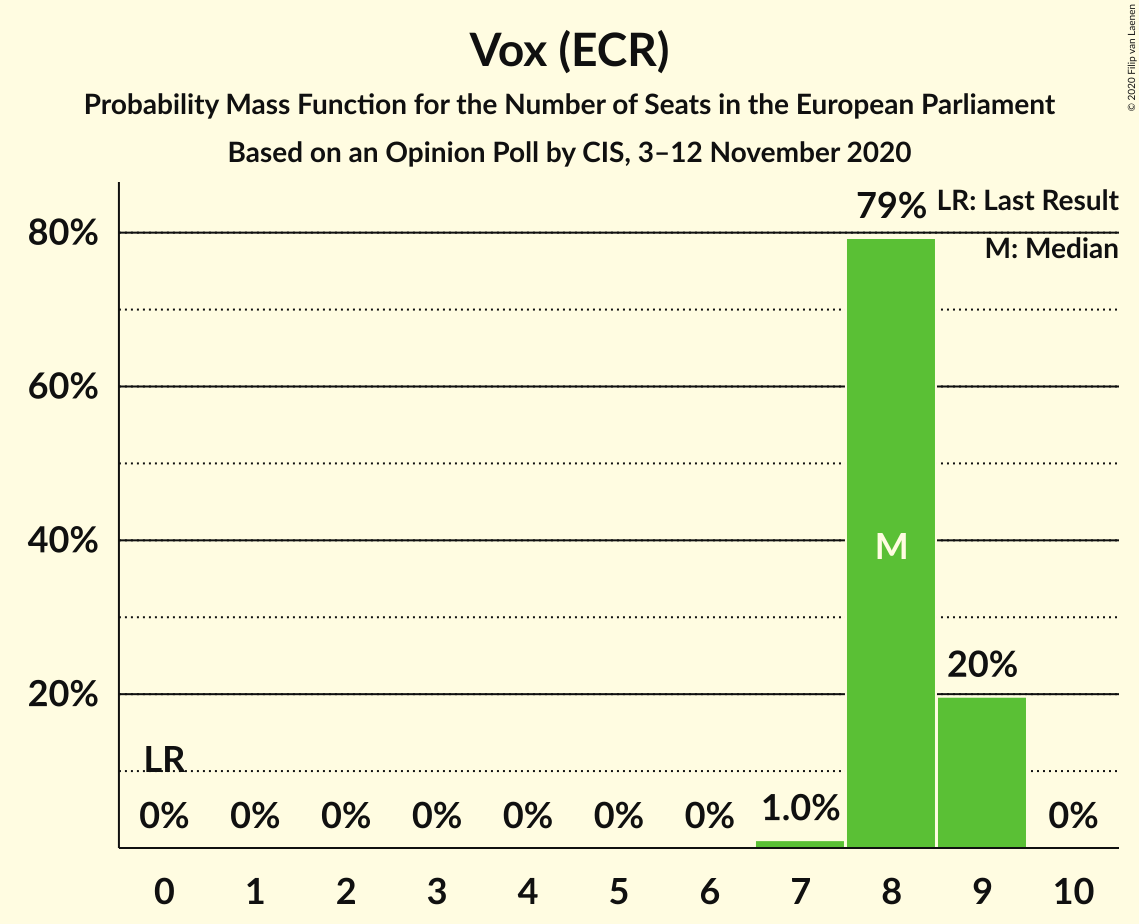 Vox (ECR)
Probability Mass Function for the Number of Seats in the European Parliament
Based on an Opinion Poll by CIS, 3–12 November 2020
© 2020 Filip van Laenen
LR: Last Result
M: Median
80%
60%
40%
20%
LR
0%
0%
0%
0%
0%
0%
0%
1.0%
79%
M
20%
0%
0 1 2 3 4 5 6 7 8 9 10